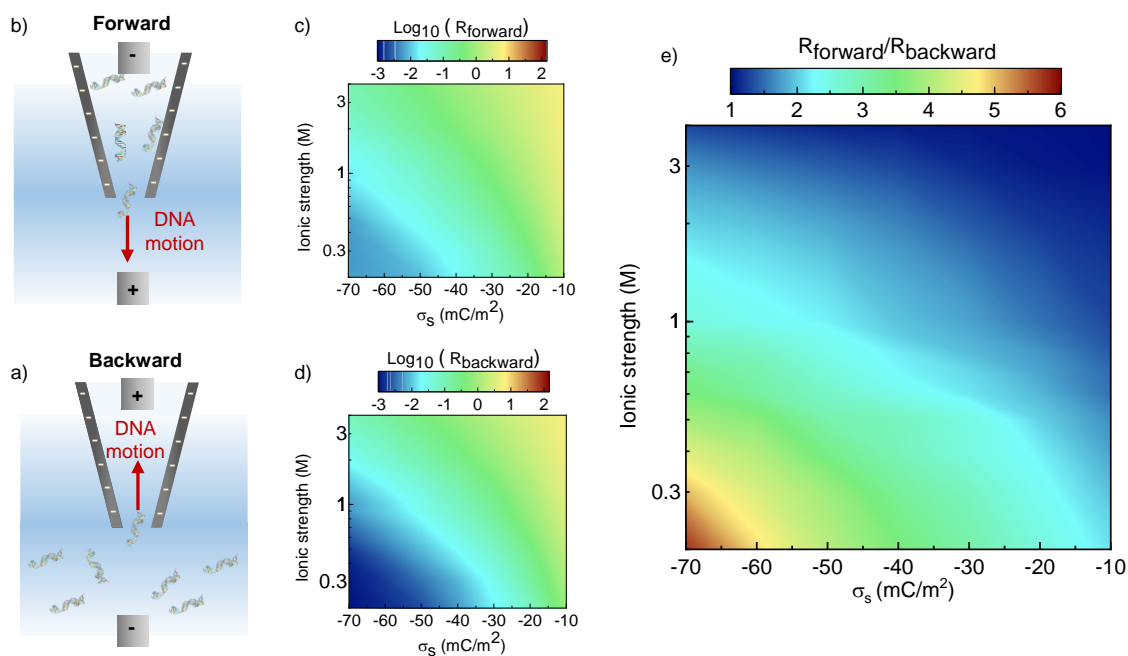 b)
Forward
-
DNA
motion
+
a)
Backward
+
DNA
motion
-
c)
Log10 ( Rforward)
-3 -2 -1 0 1 2
3
1
0.3
Ionic strength (M)
-70 -60 -50 -40 -30 -20 -10
σs (mC/m²)
d)
Log10 ( Rbackward)
-3 -2 -1 0 1 2
3
1
0.3
Ionic strength (M)
-70 -60 -50 -40 -30 -20 -10
σs (mC/m²)
e)
Rforward/Rbackward
1 2 3 4 5 6
3
1
0.3
Ionic strength (M)
-70 -60 -50 -40 -30 -20 -10
σs (mC/m²)